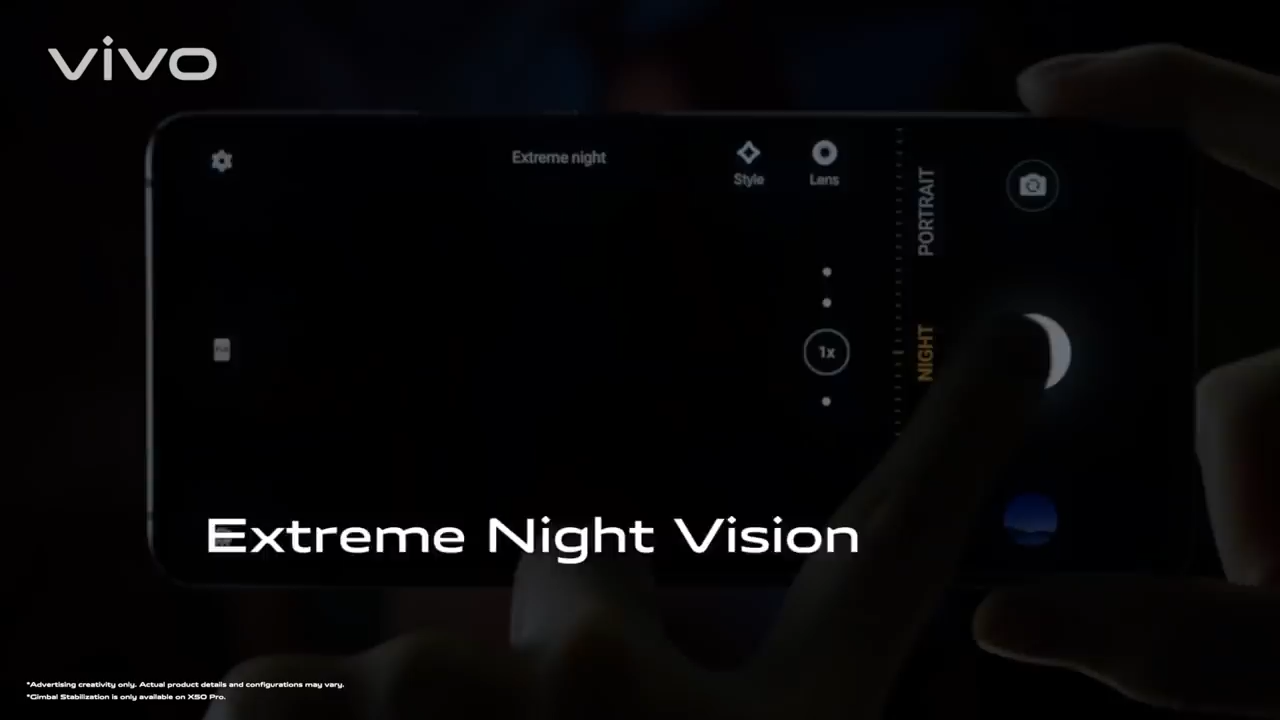 vivo
Extreme night
Style
Lens
PORTRAIT
1x
NIGHT
Extreme Night Vision
*Advertising creativity only. Actual product details and configurations may vary.
*Gimbal Stabilization is only available on X50 Pro.